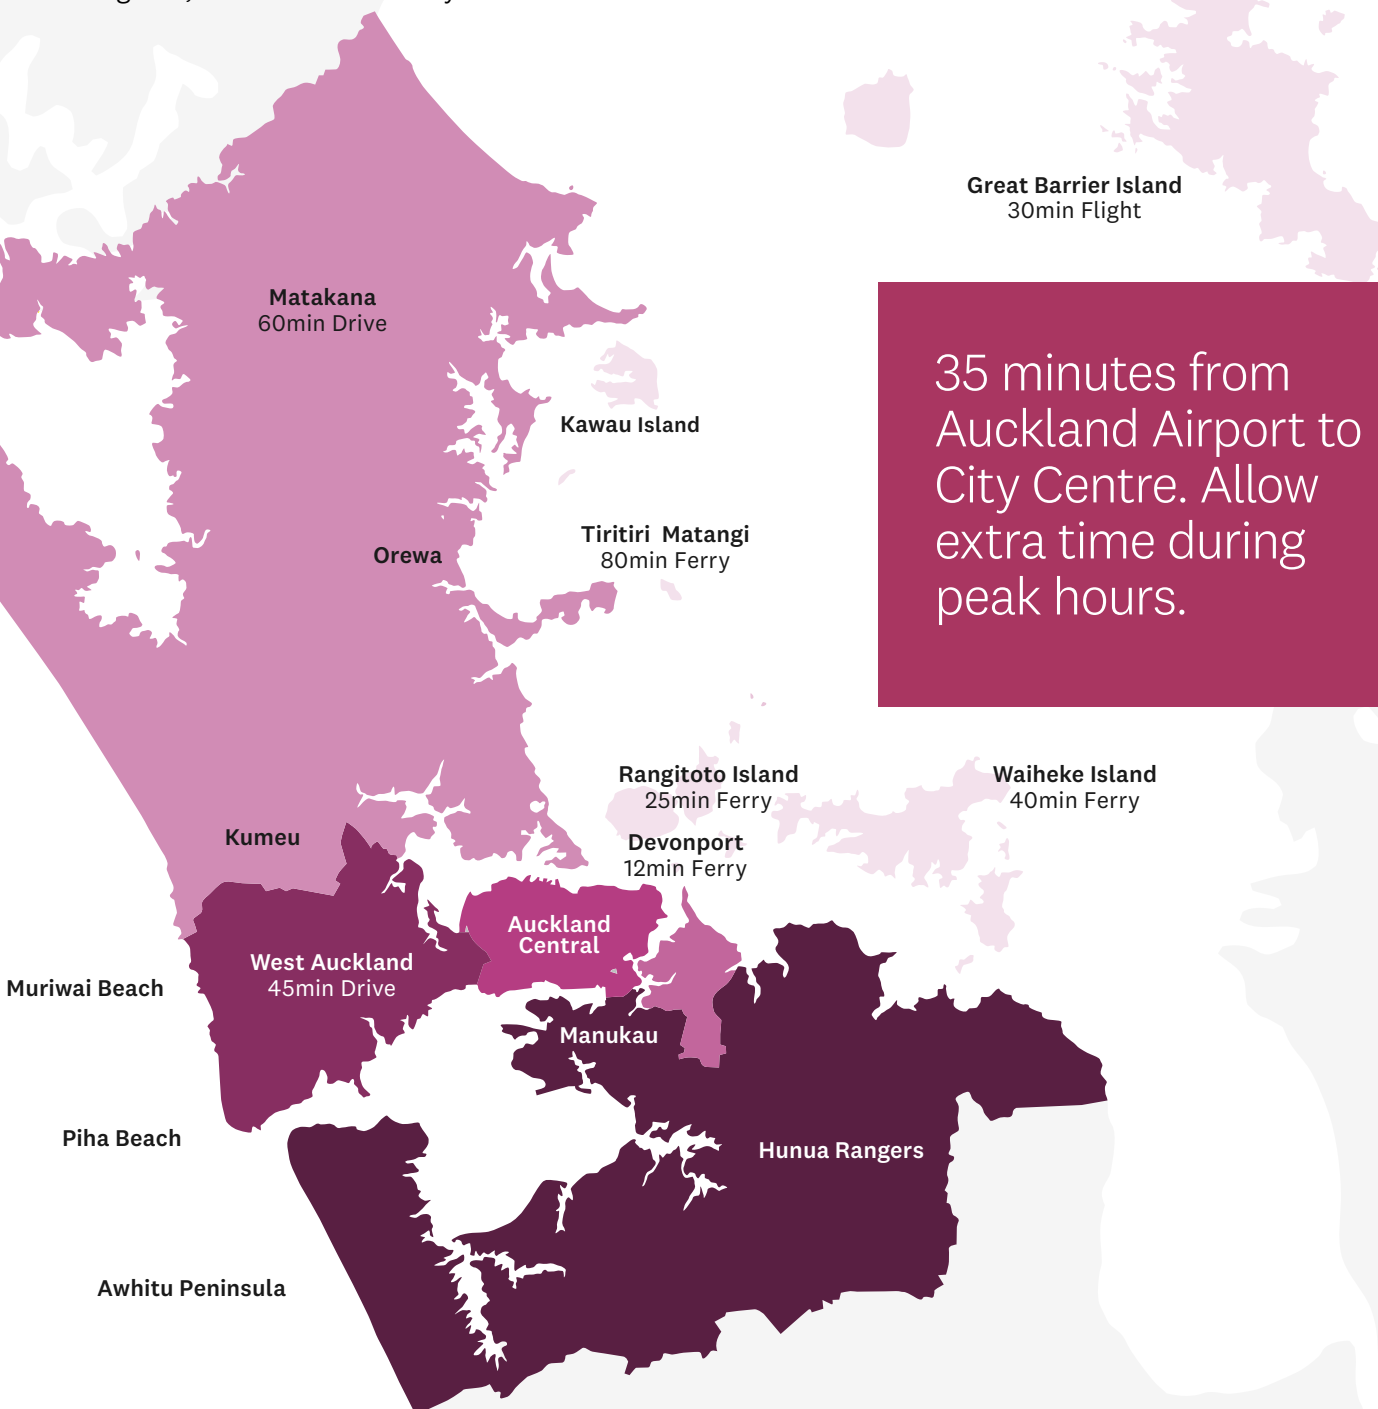 Great Barrier Island
30min Flight
Matakana
60min Drive
35 minutes from
Auckland Airport to
City Centre. Allow
extra time during
peak hours.
Kawau Island
Tiritiri Matangi
80min Ferry
Orewa
Rangitoto Island
25min Ferry
Waiheke Island
40min Ferry
Kumeu
Devonport
12min Ferry
Auckland
Central
West Auckland
45min Drive
Muriwai Beach
Manukau
Piha Beach
Hunua Rangers
Awhitu Peninsula